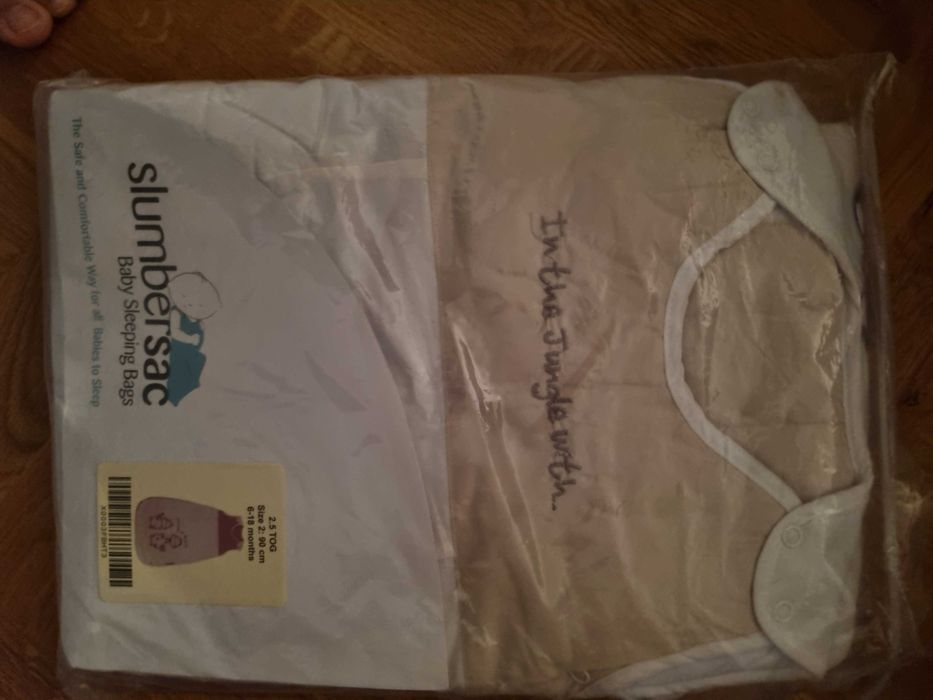 slumbersac
Baby Sleeping Bags
The Safe and Comfortable Way for all Babies to Sleep
2.5 TOG
Size 2: 90 cm
6-18 months
X0003FBHT3
In the Jungle with...